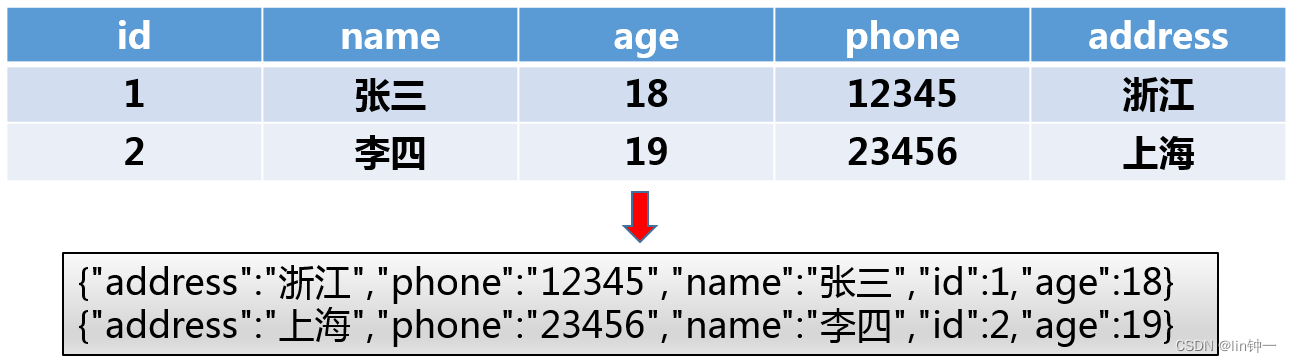 id name age phone address
1 张三 18 12345 浙江
2 李四 19 23456 上海
{"address":"浙江","phone":"12345","name":"张三","id":1,"age":18}
{"address":"上海","phone":"23456","name":"李四","id":2,"age":19}
CSDN @lin钟一